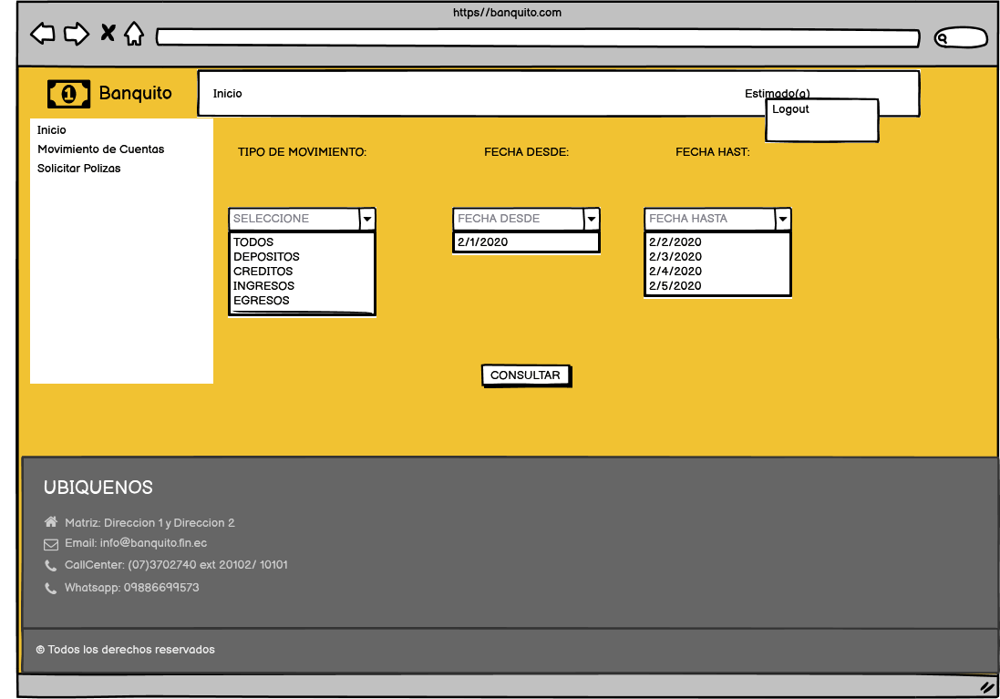 https//banquito.com
1 Banquito
Inicio
Estimado(a)
Logout
Inicio
Movimiento de Cuentas
Solicitar Polizas
TIPO DE MOVIMIENTO:
FECHA DESDE:
FECHA HAST:
SELECCIONE
TODOS
DEPOSITOS
CREDITOS
INGRESOS
EGRESOS
FECHA DESDE
2/1/2020
FECHA HASTA
2/2/2020
2/3/2020
2/4/2020
2/5/2020
CONSULTAR
UBIQUENOS
Matriz: Direccion 1 y Direccion 2
Email: info@banquito.fin.ec
CallCenter: (07)3702740 ext 20102/ 10101
Whatsapp: 09886699573
© Todos los derechos reservados